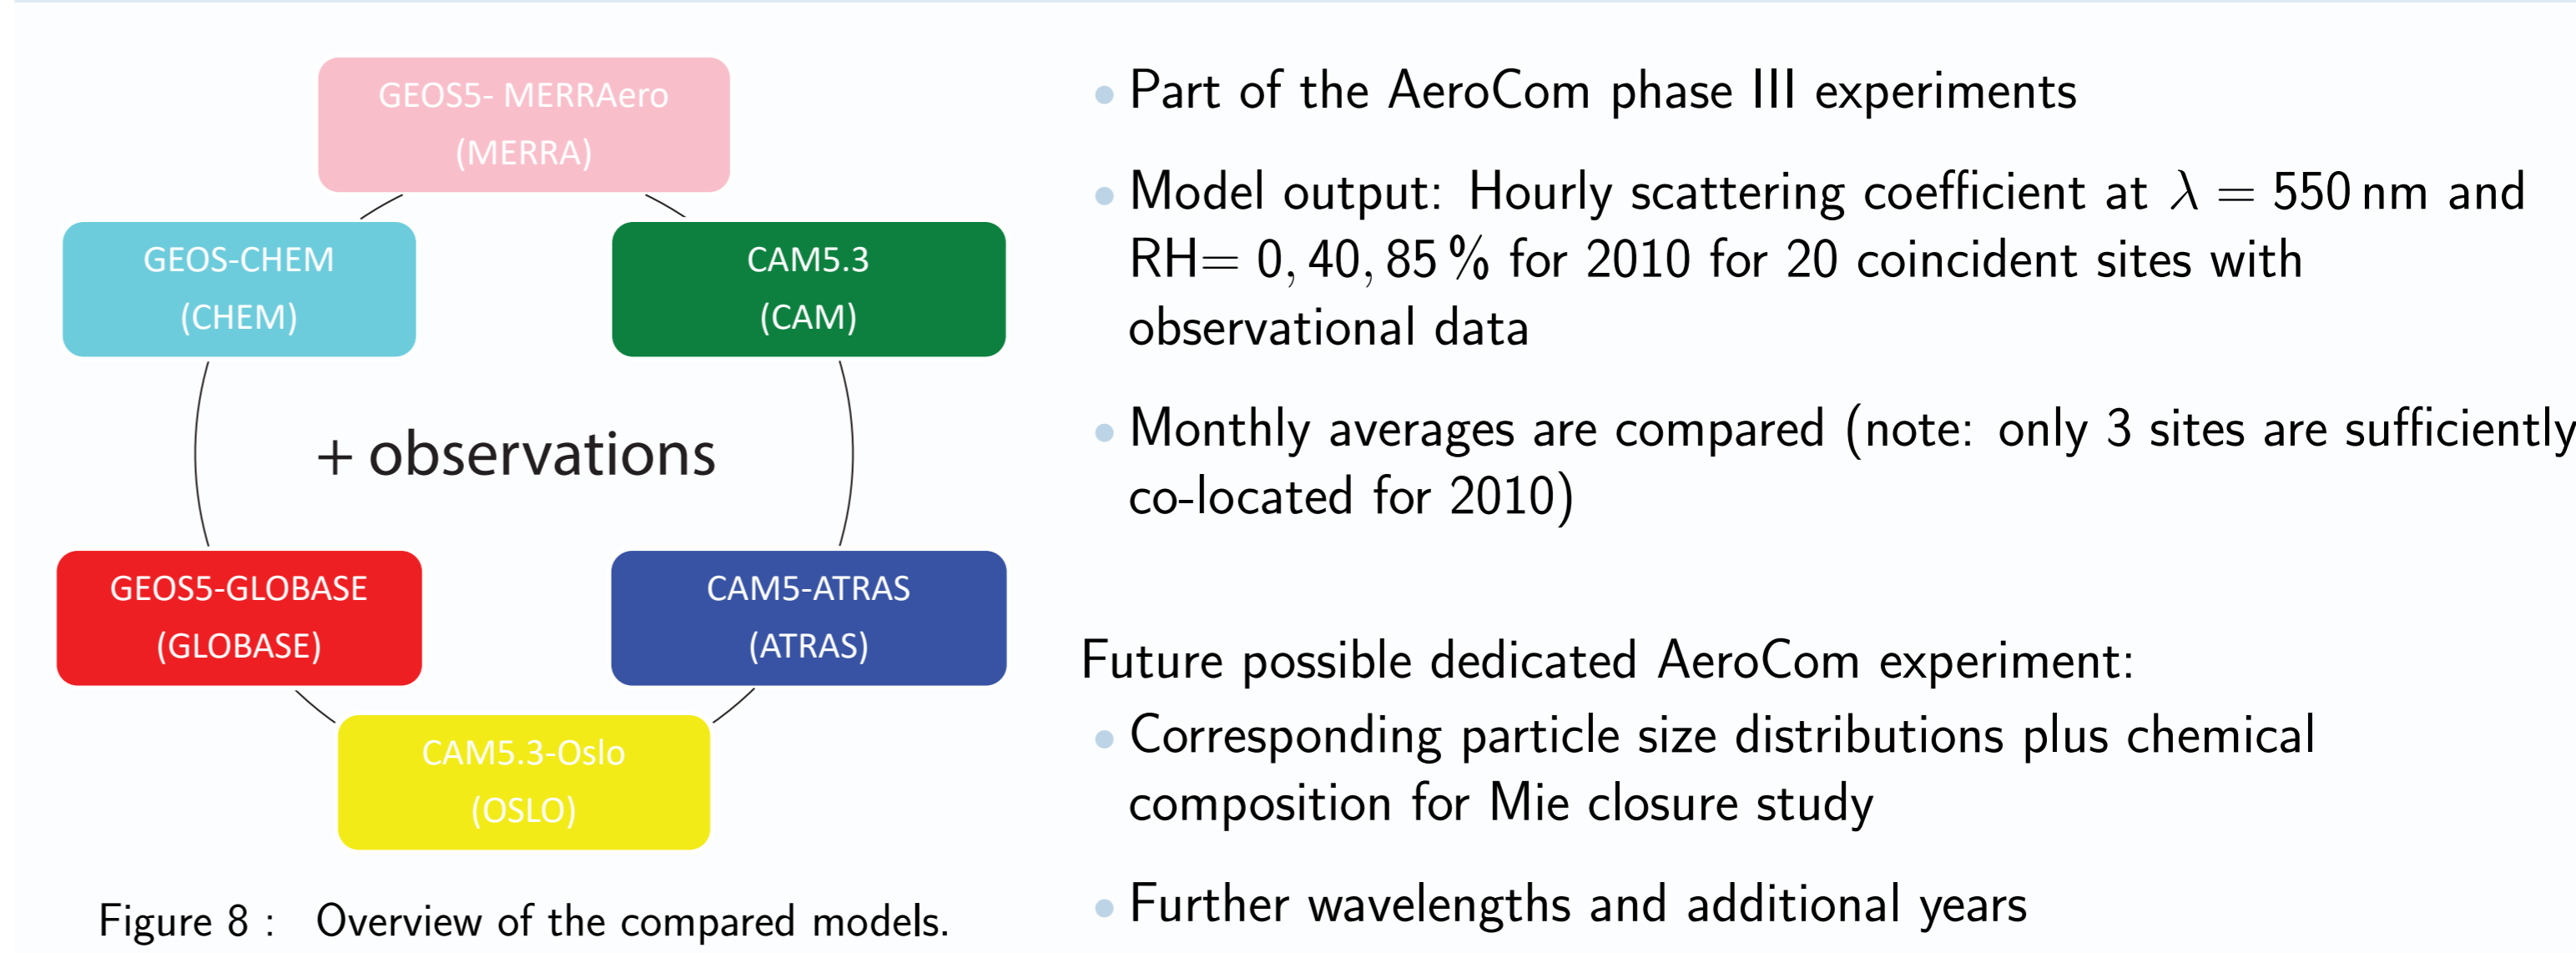 GEOS5- MERRAero
(MERRA)
GEOS-CHEM
(CHEM)
CAM5.3
(CAM)
+ observations
GEOS5-GLOBASE
(GLOBASE)
CAM5-ATRAS
(ATRAS)
CAM5.3-Oslo
(OSLO)
Figure 8 : Overview of the compared models.
• Part of the AeroCom phase III experiments
• Model output: Hourly scattering coefficient at λ = 550 nm and
RH= 0, 40, 85 % for 2010 for 20 coincident sites with
observational data
• Monthly averages are compared (note: only 3 sites are sufficiently
co-located for 2010)
Future possible dedicated AeroCom experiment:
• Corresponding particle size distributions plus chemical
composition for Mie closure study
• Further wavelengths and additional years